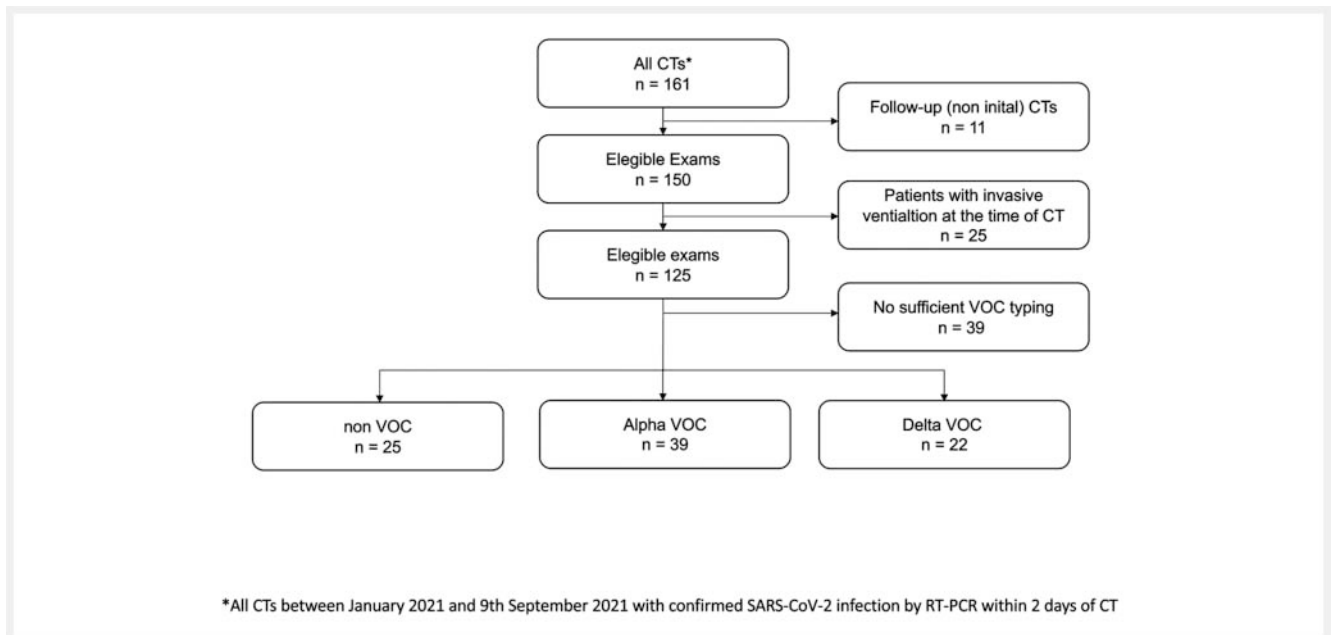 All CTs*
n = 161
Follow-up (non inital) CTs
n = 11
Elegible Exams
n = 150
Patients with invasive
ventialtion at the time of CT
n = 25
Elegible exams
n = 125
No sufficient VOC typing
n = 39
non VOC
n = 25
Alpha VOC
n = 39
Delta VOC
n = 22
*All CTs between January 2021 and 9th September 2021 with confirmed SARS-CoV-2 infection by RT-PCR within 2 days of CT